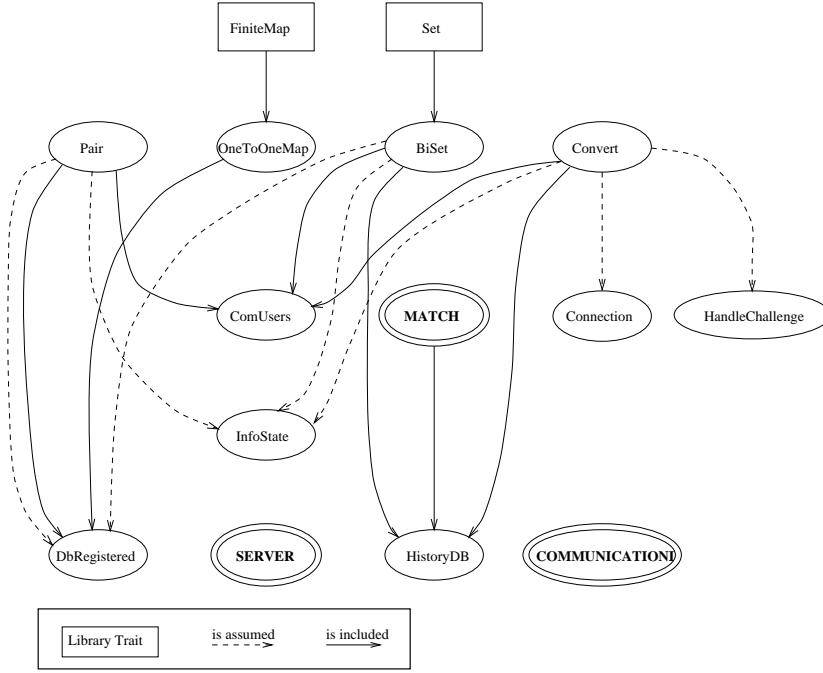 FiniteMap
Set
Pair
OneToOneMap
BiSet
Convert
ComUsers
MATCH
Connection
HandleChallenge
InfoState
DbRegistered
SERVER
HistoryDB
COMMUNICATIONI
Library Trait
is assumed
is included